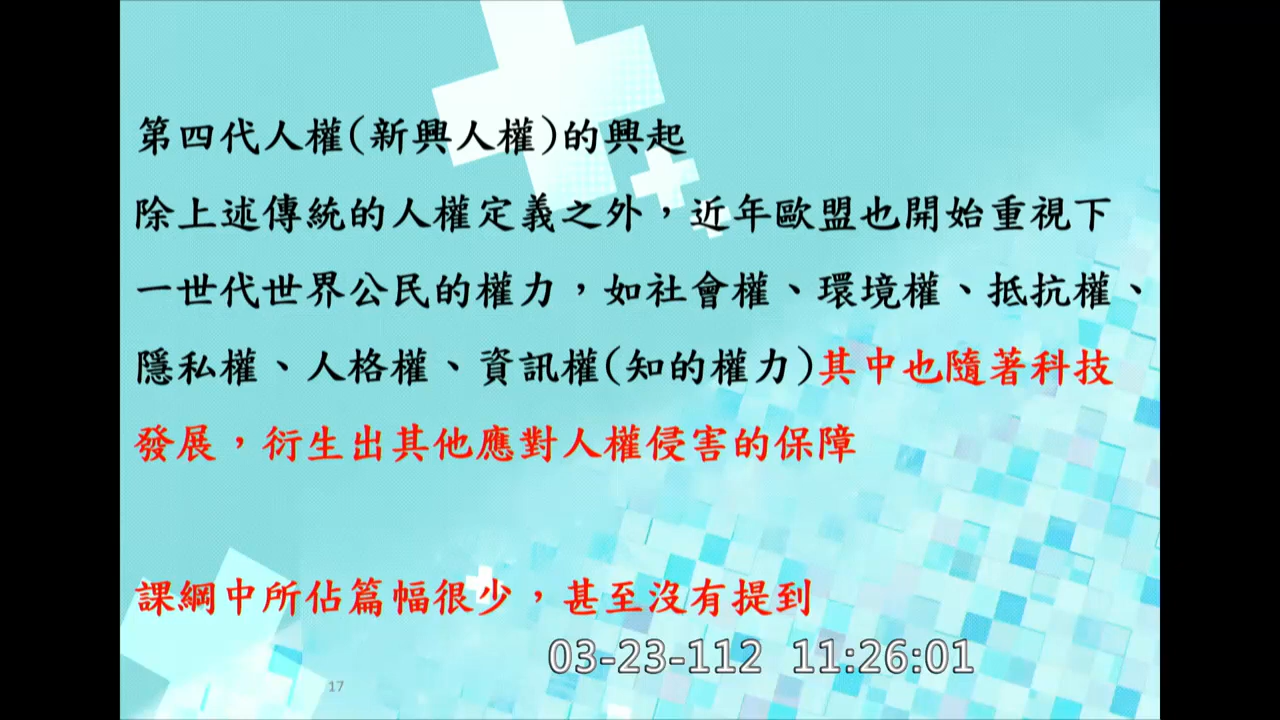 第四代人權(新興人權)的興起
除上述傳統的人權定義之外，近年歐盟也開始重視下
一世代世界公民的權力，如社會權、環境權、抵抗權、
隱私權、人格權、資訊權(知的權力)其中也隨著科技
發展，衍生出其他應對人權侵害的保障
課綱中所佔篇幅很少，甚至沒有提到
03-23-112 11:26:01
17